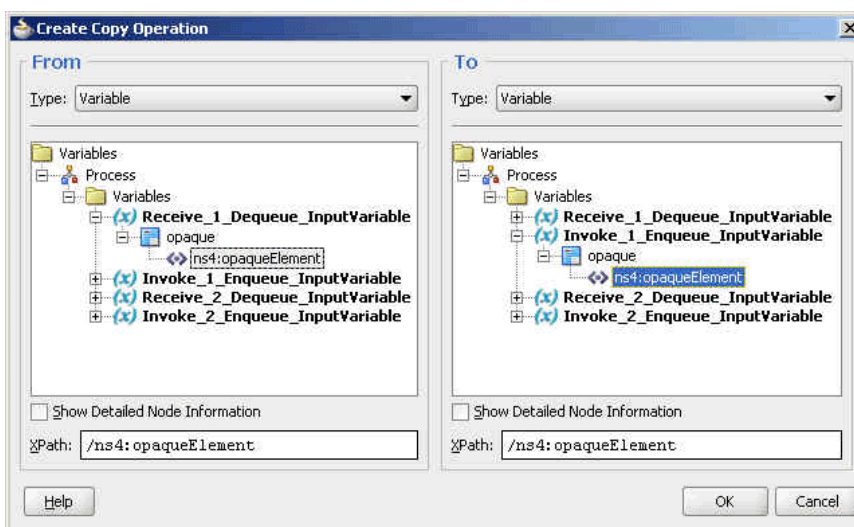 Create Copy Operation
From
Type: Variable
Variables
Process
Variables
(x) Receive_1_Dequeue_InputVariable
opaque
ns4:opaqueElement
(x) Invoke_1_Enqueue_InputVariable
(x) Receive_2_Dequeue_InputVariable
(x) Invoke_2_Enqueue_InputVariable
Show Detailed Node Information
XPath: /ns4:opaqueElement
To
Type: Variable
Variables
Process
Variables
(x) Receive_1_Dequeue_InputVariable
(x) Invoke_1_Enqueue_InputVariable
opaque
ns4:opaqueElement
(x) Receive_2_Dequeue_InputVariable
(x) Invoke_2_Enqueue_InputVariable
Show Detailed Node Information
XPath: /ns4:opaqueElement
Help
OK
Cancel